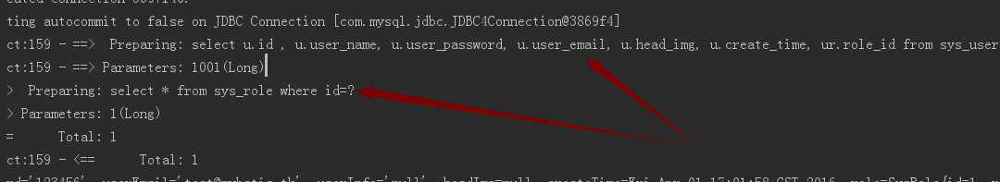 ting autocommit to false on JDBC Connection [com.mysql.jdbc.JDBC4Connection@3869f4]
ct:159 - ==>  Preparing: select u.id , u.user_name, u.user_password, u.user_email, u.head_img, u.create_time, ur.role_id from sys_user
ct:159 - ==> Parameters: 1001(Long)
>  Preparing: select * from sys_role where id=?
> Parameters: 1(Long)
=      Total: 1
ct:159 - <==      Total: 1